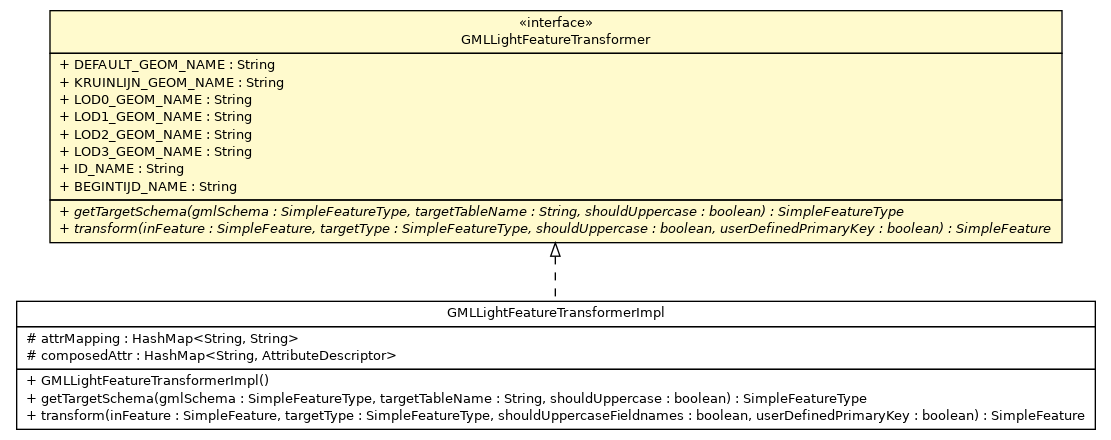 «interface»
GMLLightFeatureTransformer
+ DEFAULT_GEOM_NAME : String
+ KRUINLIJN_GEOM_NAME : String
+ LOD0_GEOM_NAME : String
+ LOD1_GEOM_NAME : String
+ LOD2_GEOM_NAME : String
+ LOD3_GEOM_NAME : String
+ ID_NAME : String
+ BEGINTIJD_NAME : String
+ getTargetSchema(gmlSchema : SimpleFeatureType, targetTableName : String, shouldUppercase : boolean) : SimpleFeatureType
+ transform(inFeature : SimpleFeature, targetType : SimpleFeatureType, shouldUppercase : boolean, userDefinedPrimaryKey : boolean) : SimpleFeature
GMLLightFeatureTransformerImpl
# attrMapping : HashMap<String, String>
# composedAttr : HashMap<String, AttributeDescriptor>
+ GMLLightFeatureTransformerImpl()
+ getTargetSchema(gmlSchema : SimpleFeatureType, targetTableName : String, shouldUppercase : boolean) : SimpleFeatureType
+ transform(inFeature : SimpleFeature, targetType : SimpleFeatureType, shouldUppercaseFieldnames : boolean, userDefinedPrimaryKey : boolean) : SimpleFeature